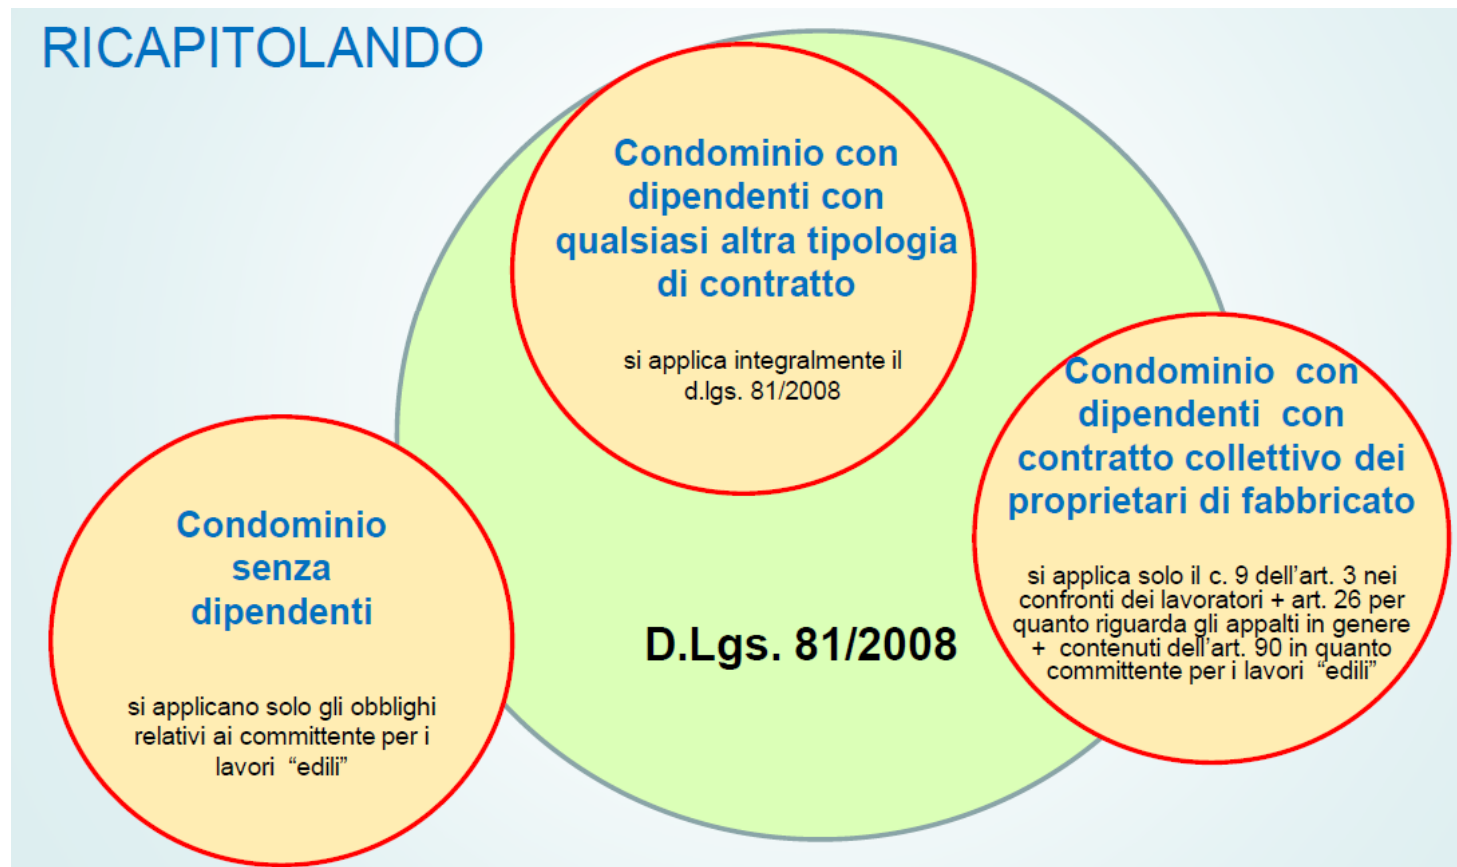 RICAPITOLANDO
Condominio con
dipendenti con
qualsiasi altra tipologia
di contratto
si applica integralmente il
d.lgs. 81/2008
Condominio con
dipendenti con
contratto collettivo dei
proprietari di fabbricato
si applica solo il c. 9 dell’art. 3 nei
confronti dei lavoratori + art. 26 per
quanto riguarda gli appalti in genere
+ contenuti dell’art. 90 in quanto
committente per i lavori “edili”
Condominio
senza
dipendenti
si applicano solo gli obblighi
relativi ai committente per i
lavori “edili”
D.Lgs. 81/2008